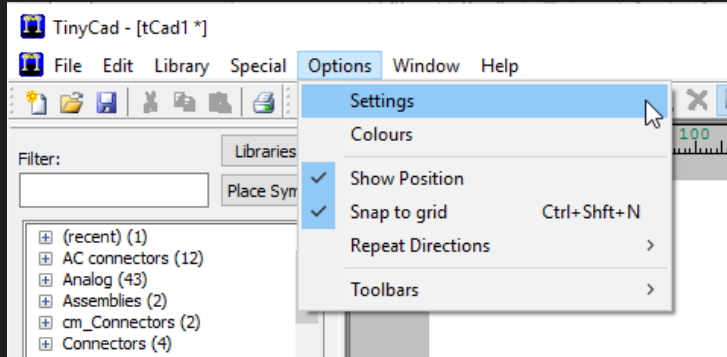 TinyCad - [tCad1 *]
File Edit Library Special Options Window Help
Settings
Colours
Show Position
Snap to grid Ctrl+Shft+N
Repeat Directions
Toolbars
100
Filter:
Libraries
Place Sym
(recent) (1)
AC connectors (12)
Analog (43)
Assemblies (2)
cm_Connectors (2)
Connectors (4)